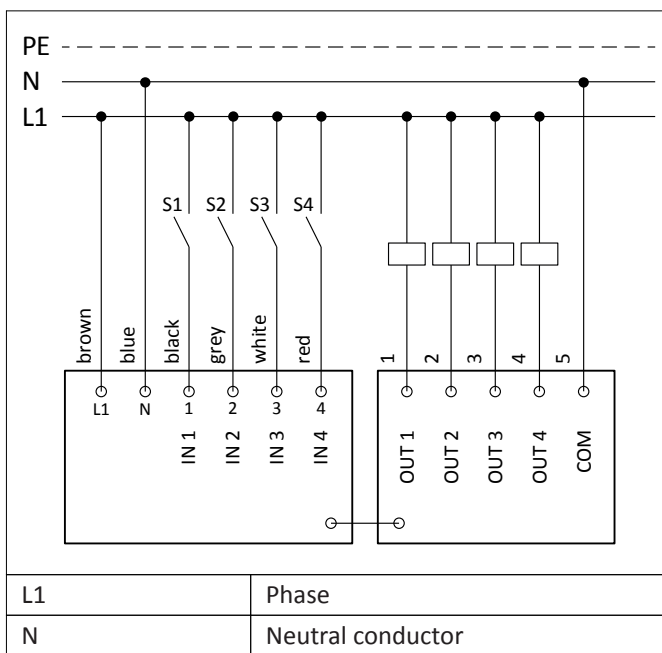 PE
N
L1
S1 S2 S3 S4
brown blue black grey white red 1 2 3 4 5
L1 N 1 2 3 4
IN 1 IN 2 IN 3 IN 4 OUT 1 OUT 2 OUT 3 OUT 4 COM
L1 Phase
N Neutral conductor